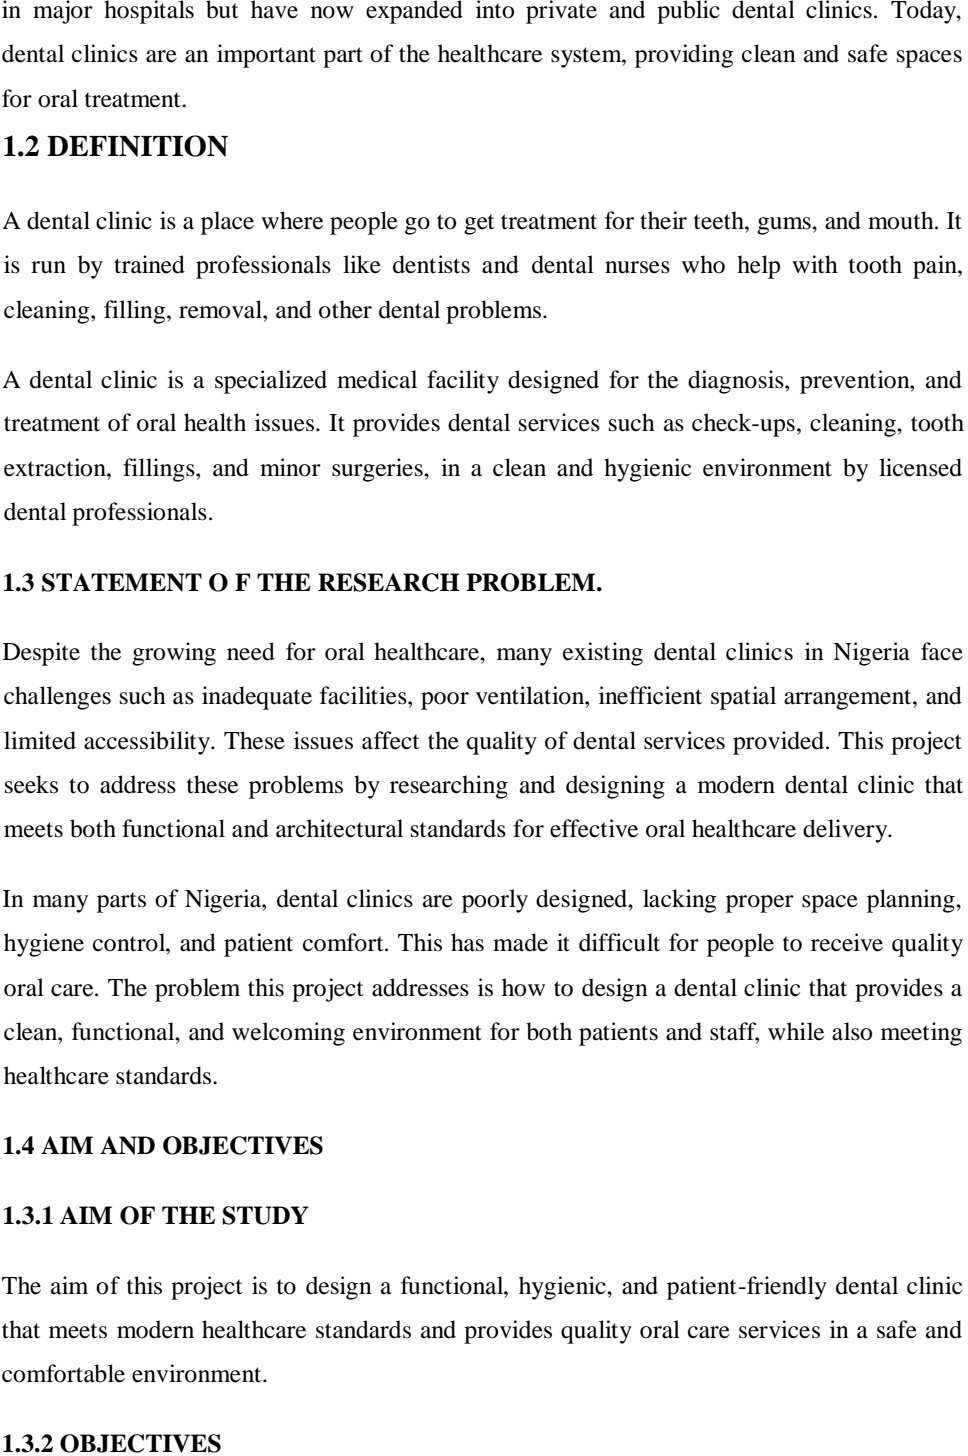 in major hospitals but have now expanded into private and public dental clinics. Today,
dental clinics are an important part of the healthcare system, providing clean and safe spaces
for oral treatment.
1.2 DEFINITION
A dental clinic is a place where people go to get treatment for their teeth, gums, and mouth. It
is run by trained professionals like dentists and dental nurses who help with tooth pain,
cleaning, filling, removal, and other dental problems.
A dental clinic is a specialized medical facility designed for the diagnosis, prevention, and
treatment of oral health issues. It provides dental services such as check-ups, cleaning, tooth
extraction, fillings, and minor surgeries, in a clean and hygienic environment by licensed
dental professionals.
1.3 STATEMENT O F THE RESEARCH PROBLEM.
Despite the growing need for oral healthcare, many existing dental clinics in Nigeria face
challenges such as inadequate facilities, poor ventilation, inefficient spatial arrangement, and
limited accessibility. These issues affect the quality of dental services provided. This project
seeks to address these problems by researching and designing a modern dental clinic that
meets both functional and architectural standards for effective oral healthcare delivery.
In many parts of Nigeria, dental clinics are poorly designed, lacking proper space planning,
hygiene control, and patient comfort. This has made it difficult for people to receive quality
oral care. The problem this project addresses is how to design a dental clinic that provides a
clean, functional, and welcoming environment for both patients and staff, while also meeting
healthcare standards.
1.4 AIM AND OBJECTIVES
1.3.1 AIM OF THE STUDY
The aim of this project is to design a functional, hygienic, and patient-friendly dental clinic
that meets modern healthcare standards and provides quality oral care services in a safe and
comfortable environment.
1.3.2 OBJECTIVES